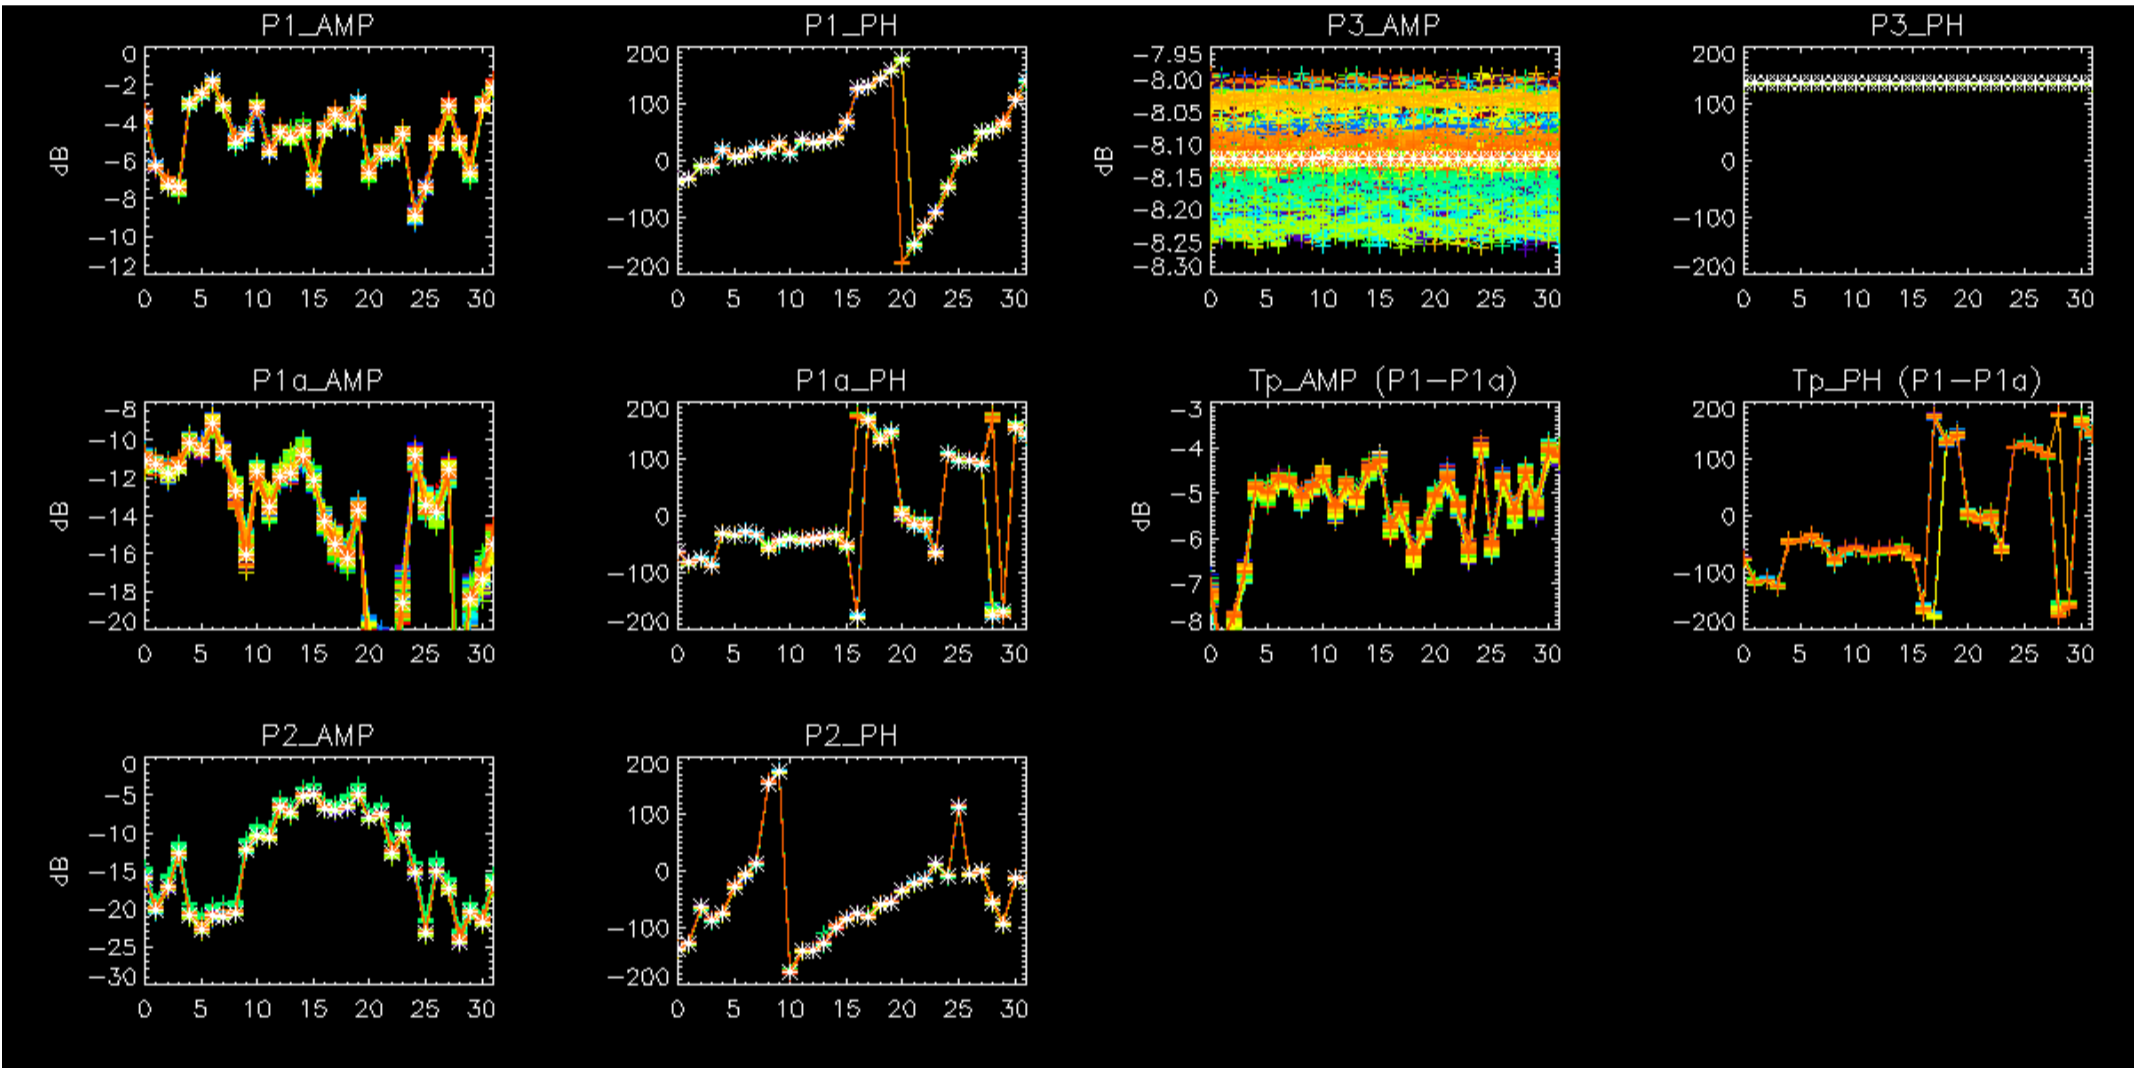 P1_AMP
P1_PH
P3_AMP
P3_PH
0
-2
-4
-6
-8
-10
-12
dB
0 5 10 15 20 25 30
200
100
0
-100
-200
0 5 10 15 20 25 30
-7.95
-8.00
-8.05
-8.10
-8.15
-8.20
-8.25
-8.30
dB
0 5 10 15 20 25 30
200
100
0
-100
-200
0 5 10 15 20 25 30
P1a_AMP
P1a_PH
Tp_AMP (P1-P1a)
Tp_PH (P1-P1a)
-8
-10
-12
-14
-16
-18
-20
dB
0 5 10 15 20 25 30
200
100
0
-100
-200
0 5 10 15 20 25 30
-3
-4
-5
-6
-7
-8
dB
0 5 10 15 20 25 30
200
100
0
-100
-200
0 5 10 15 20 25 30
P2_AMP
P2_PH
0
-5
-10
-15
-20
-25
-30
dB
0 5 10 15 20 25 30
200
100
0
-100
-200
0 5 10 15 20 25 30